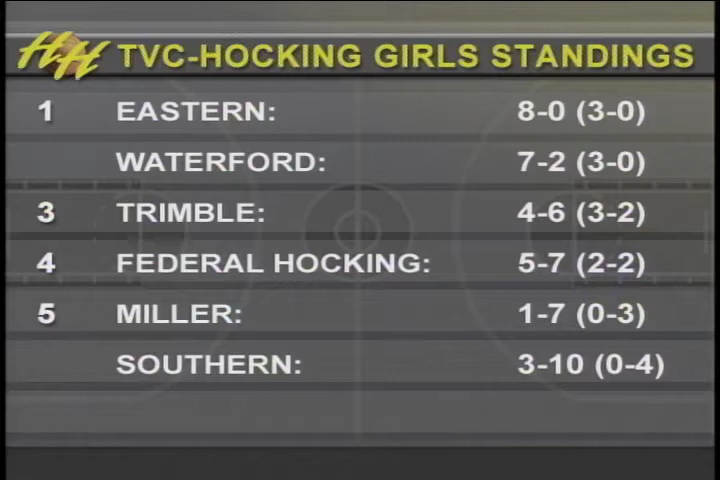 HH TVC-HOCKING GIRLS STANDINGS
1 EASTERN: 8-0 (3-0)
WATERFORD: 7-2 (3-0)
3 TRIMBLE: 4-6 (3-2)
4 FEDERAL HOCKING: 5-7 (2-2)
5 MILLER: 1-7 (0-3)
SOUTHERN: 3-10 (0-4)